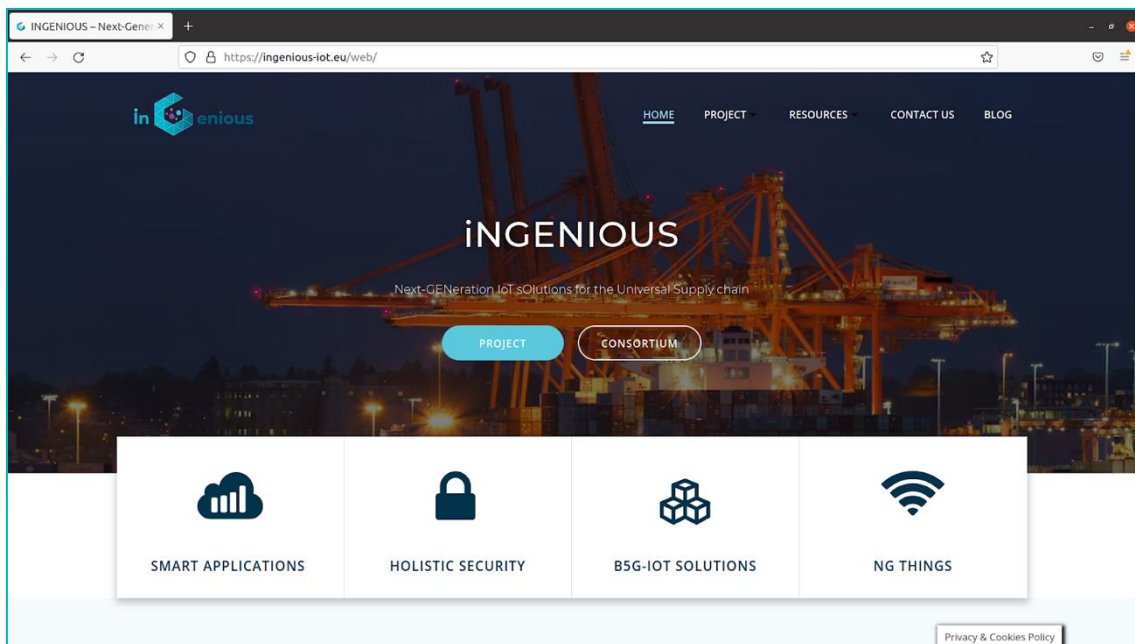 INGENIOUS – Next-Gener
https://ingenious-iot.eu/web/
in enious
HOME PROJECT RESOURCES CONTACT US BLOG
iNGENIOUS
Next-GENeration IoT sOlutions for the Universal Supply chain
PROJECT CONSORTIUM
SMART APPLICATIONS HOLISTIC SECURITY B5G-IOT SOLUTIONS NG THINGS
Privacy & Cookies Policy